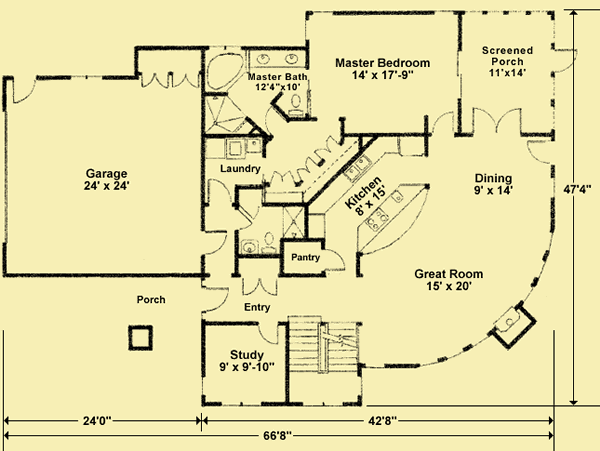 Master Bedroom
14' x 17'-9"
Screened
Porch
11'x14'
Master Bath
12'4"x10'
Garage
24' x 24'
Laundry
Kitchen
8' x 15'
Dining
9' x 14'
47'4"
Pantry
Great Room
15' x 20'
Porch
Entry
Study
9' x 9'-10"
24'0"
42'8"
66'8"